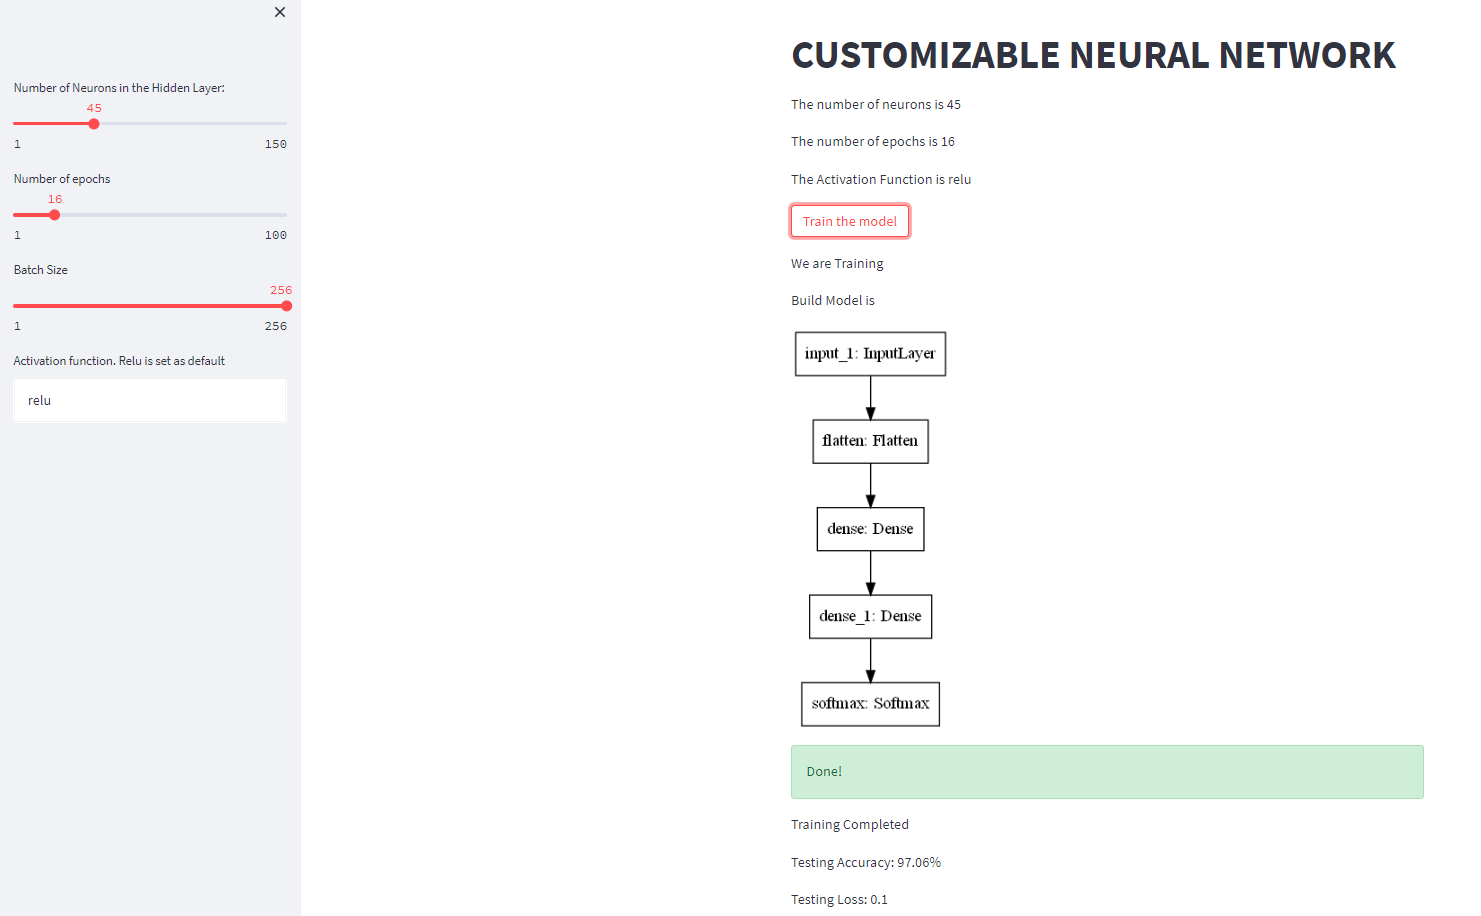 Number of Neurons in the Hidden Layer:
45
1 150
Number of epochs
16
1 100
Batch Size
256
1 256
Activation function. Relu is set as default
relu
CUSTOMIZABLE NEURAL NETWORK
The number of neurons is 45
The number of epochs is 16
The Activation Function is relu
Train the model
We are Training
Build Model is
input_1: InputLayer
flatten: Flatten
dense: Dense
dense_1: Dense
softmax: Softmax
Done!
Training Completed
Testing Accuracy: 97.06%
Testing Loss: 0.1